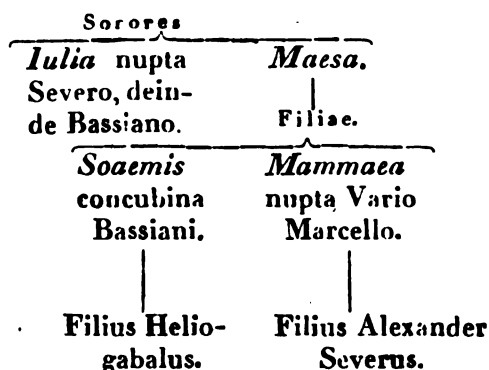 Sorores
Iulia nupta
Severo, dein-
de Bassiano.
Maesa.
Filiae.
Soaemis
concubina
Bassiani.
Mammaea
nupta Vario
Marcello.
Filius Helio-
gabalus.
Filius Alexander
Severus.